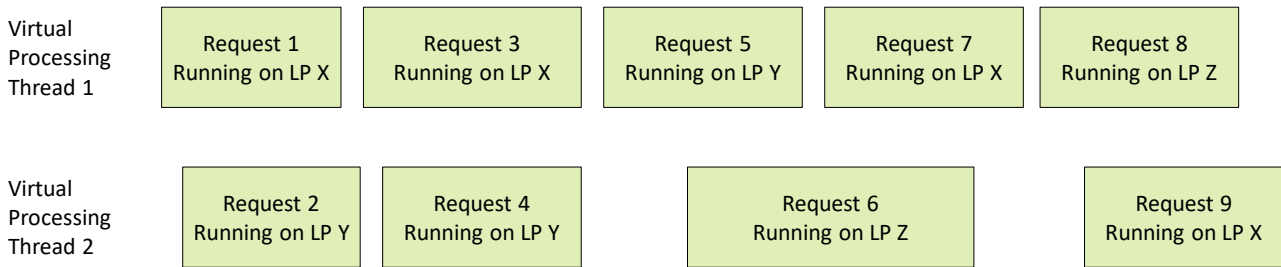 Virtual
Processing
Thread 1
Request 1
Running on LP X
Request 3
Running on LP X
Request 5
Running on LP Y
Request 7
Running on LP X
Request 8
Running on LP Z
Virtual
Processing
Thread 2
Request 2
Running on LP Y
Request 4
Running on LP Y
Request 6
Running on LP Z
Request 9
Running on LP X